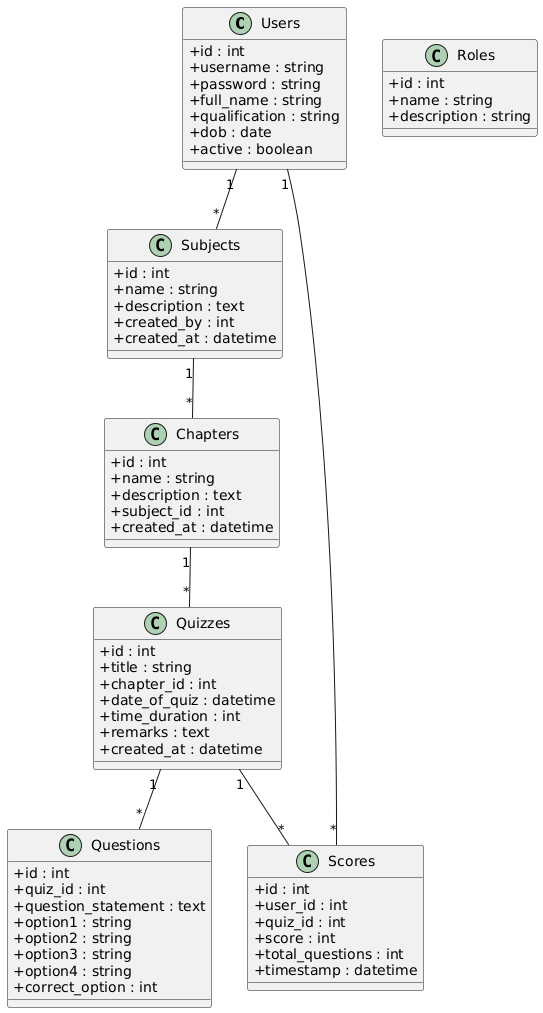 C Users
+id : int
+username : string
+password : string
+full_name : string
+qualification : string
+dob : date
+active : boolean
C Roles
+id : int
+name : string
+description : string
1
1
*
C Subjects
+id : int
+name : string
+description : text
+created_by : int
+created_at : datetime
1
*
C Chapters
+id : int
+name : string
+description : text
+subject_id : int
+created_at : datetime
1
*
C Quizzes
+id : int
+title : string
+chapter_id : int
+date_of_quiz : datetime
+time_duration : int
+remarks : text
+created_at : datetime
1
1
*
*
*
C Questions
+id : int
+quiz_id : int
+question_statement : text
+option1 : string
+option2 : string
+option3 : string
+option4 : string
+correct_option : int
C Scores
+id : int
+user_id : int
+quiz_id : int
+score : int
+total_questions : int
+timestamp : datetime